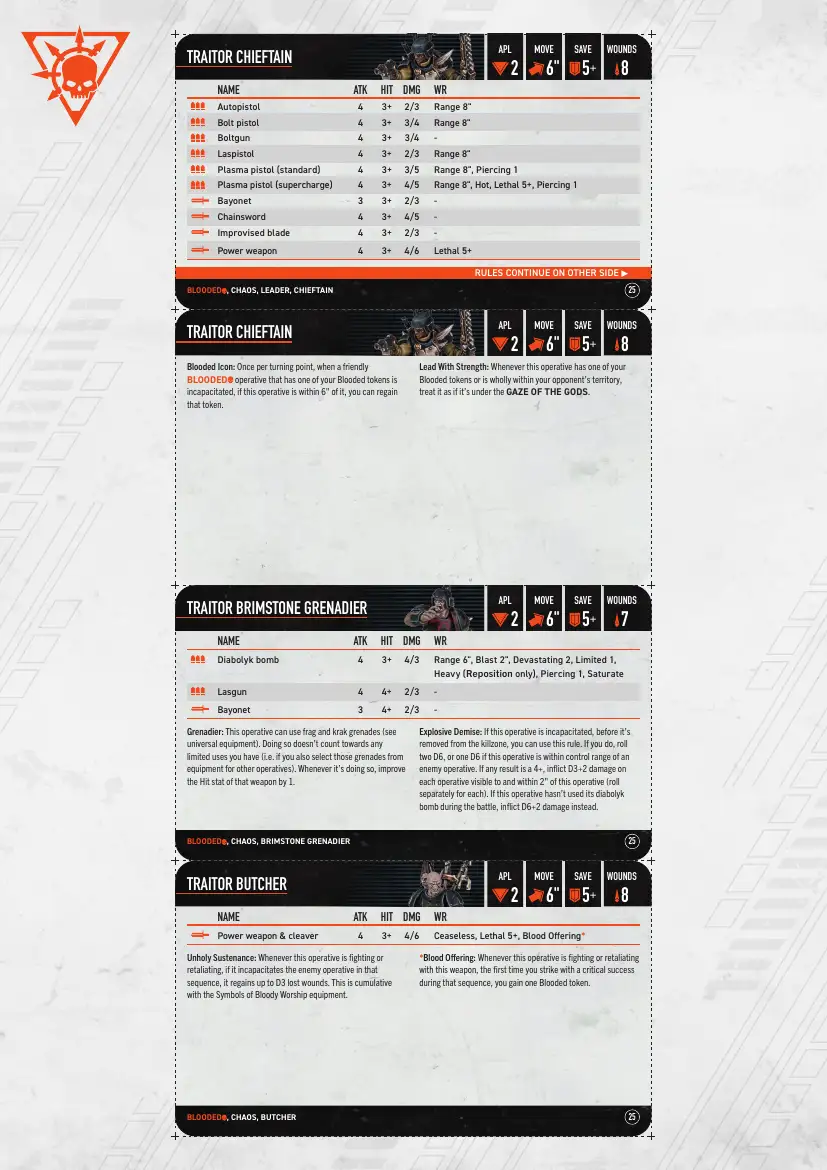 TRAITOR CHIEFTAIN
APL MOVE SAVE WOUNDS
2 6" 5+ 8
NAME ATK HIT DMG WR
Autopistol 4 3+ 2/3 Range 8"
Bolt pistol 4 3+ 3/4 Range 8"
Boltgun 4 3+ 3/4 -
Laspistol 4 3+ 2/3 Range 8"
Plasma pistol (standard) 4 3+ 3/5 Range 8", Piercing 1
Plasma pistol (supercharge) 4 3+ 4/5 Range 8", Hot, Lethal 5+, Piercing 1
Bayonet 3 3+ 2/3 -
Chainsword 4 3+ 4/5 -
Improvised blade 4 3+ 2/3 -
Power weapon 4 3+ 4/6 Lethal 5+
RULES CONTINUE ON OTHER SIDE ▶
BLOODED, CHAOS, LEADER, CHIEFTAIN 25
TRAITOR CHIEFTAIN
APL MOVE SAVE WOUNDS
2 6" 5+ 8
Blooded Icon: Once per turning point, when a friendly
BLOODED operative that has one of your Blooded tokens is
incapacitated, if this operative is within 6" of it, you can regain
that token.
Lead With Strength: Whenever this operative has one of your
Blooded tokens or is wholly within your opponent's territory,
treat it as if it's under the GAZE OF THE GODS.
TRAITOR BRIMSTONE GRENADIER
APL MOVE SAVE WOUNDS
2 6" 5+ 7
NAME ATK HIT DMG WR
Diabolyk bomb 4 3+ 4/3 Range 6", Blast 2", Devastating 2, Limited 1,
Heavy (Reposition only), Piercing 1, Saturate
Lasgun 4 4+ 2/3 -
Bayonet 3 4+ 2/3 -
Grenadier: This operative can use frag and krak grenades (see
universal equipment). Doing so doesn't count towards any
limited uses you have (i.e. if you also select those grenades from
equipment for other operatives). Whenever it's doing so, improve
the Hit stat of that weapon by 1.
Explosive Demise: If this operative is incapacitated, before it's
removed from the killzone, you can use this rule. If you do, roll
two D6, or one D6 if this operative is within control range of an
enemy operative. If any result is a 4+, inflict D3+2 damage on
each operative visible to and within 2" of this operative (roll
separately for each). If this operative hasn't used its diabolyk
bomb during the battle, inflict D6+2 damage instead.
BLOODED, CHAOS, BRIMSTONE GRENADIER 25
TRAITOR BUTCHER
APL MOVE SAVE WOUNDS
2 6" 5+ 8
NAME ATK HIT DMG WR
Power weapon & cleaver 4 3+ 4/6 Ceaseless, Lethal 5+, Blood Offering*
Unholy Sustenance: Whenever this operative is fighting or
retaliating, if it incapacitates the enemy operative in that
sequence, it regains up to D3 lost wounds. This is cumulative
with the Symbols of Bloody Worship equipment.
*Blood Offering: Whenever this operative is fighting or retaliating
with this weapon, the first time you strike with a critical success
during that sequence, you gain one Blooded token.
BLOODED, CHAOS, BUTCHER 25